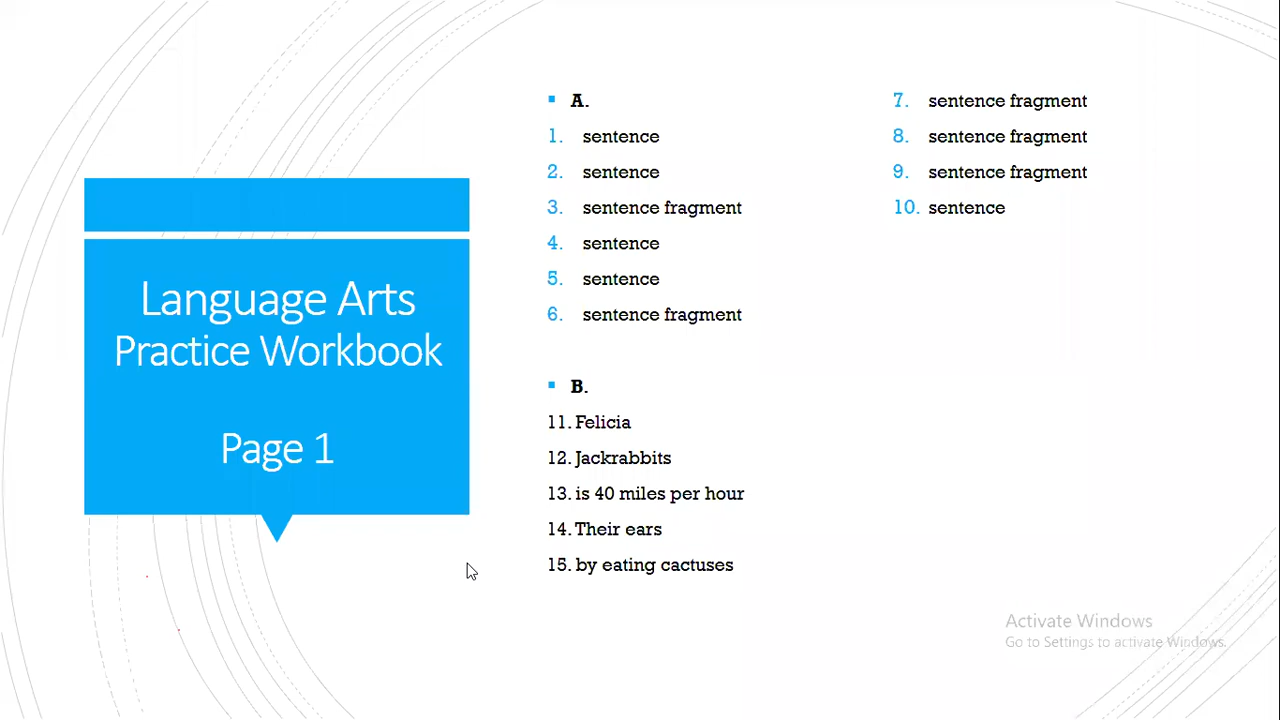 Language Arts
Practice Workbook
Page 1
A.
1. sentence
2. sentence
3. sentence fragment
4. sentence
5. sentence
6. sentence fragment
7. sentence fragment
8. sentence fragment
9. sentence fragment
10. sentence
B.
11. Felicia
12. Jackrabbits
13. is 40 miles per hour
14. Their ears
15. by eating cactuses
Activate Windows
Go to Settings to activate Windows.